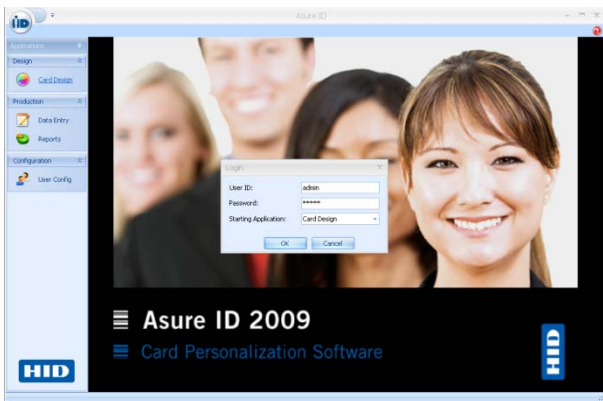 iID
Asure ID
Applications
Design
Card Design
Production
Data Entry
Reports
Configuration
User Config
Login
User ID:
admin
Password:
*****
Starting Application:
Card Design
OK
Cancel
Asure ID 2009
Card Personalization Software
HID
HID